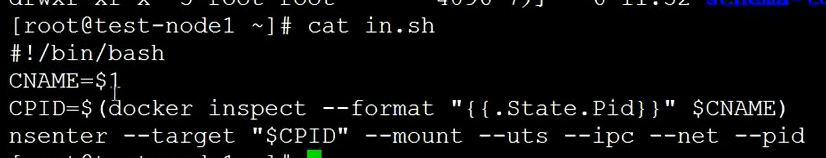 [root@test-node1 ~]# cat in.sh
#!/bin/bash
CNAME=$1
CPID=$(docker inspect --format "{{.State.Pid}}" $CNAME)
nsenter --target "$CPID" --mount --uts --ipc --net --pid